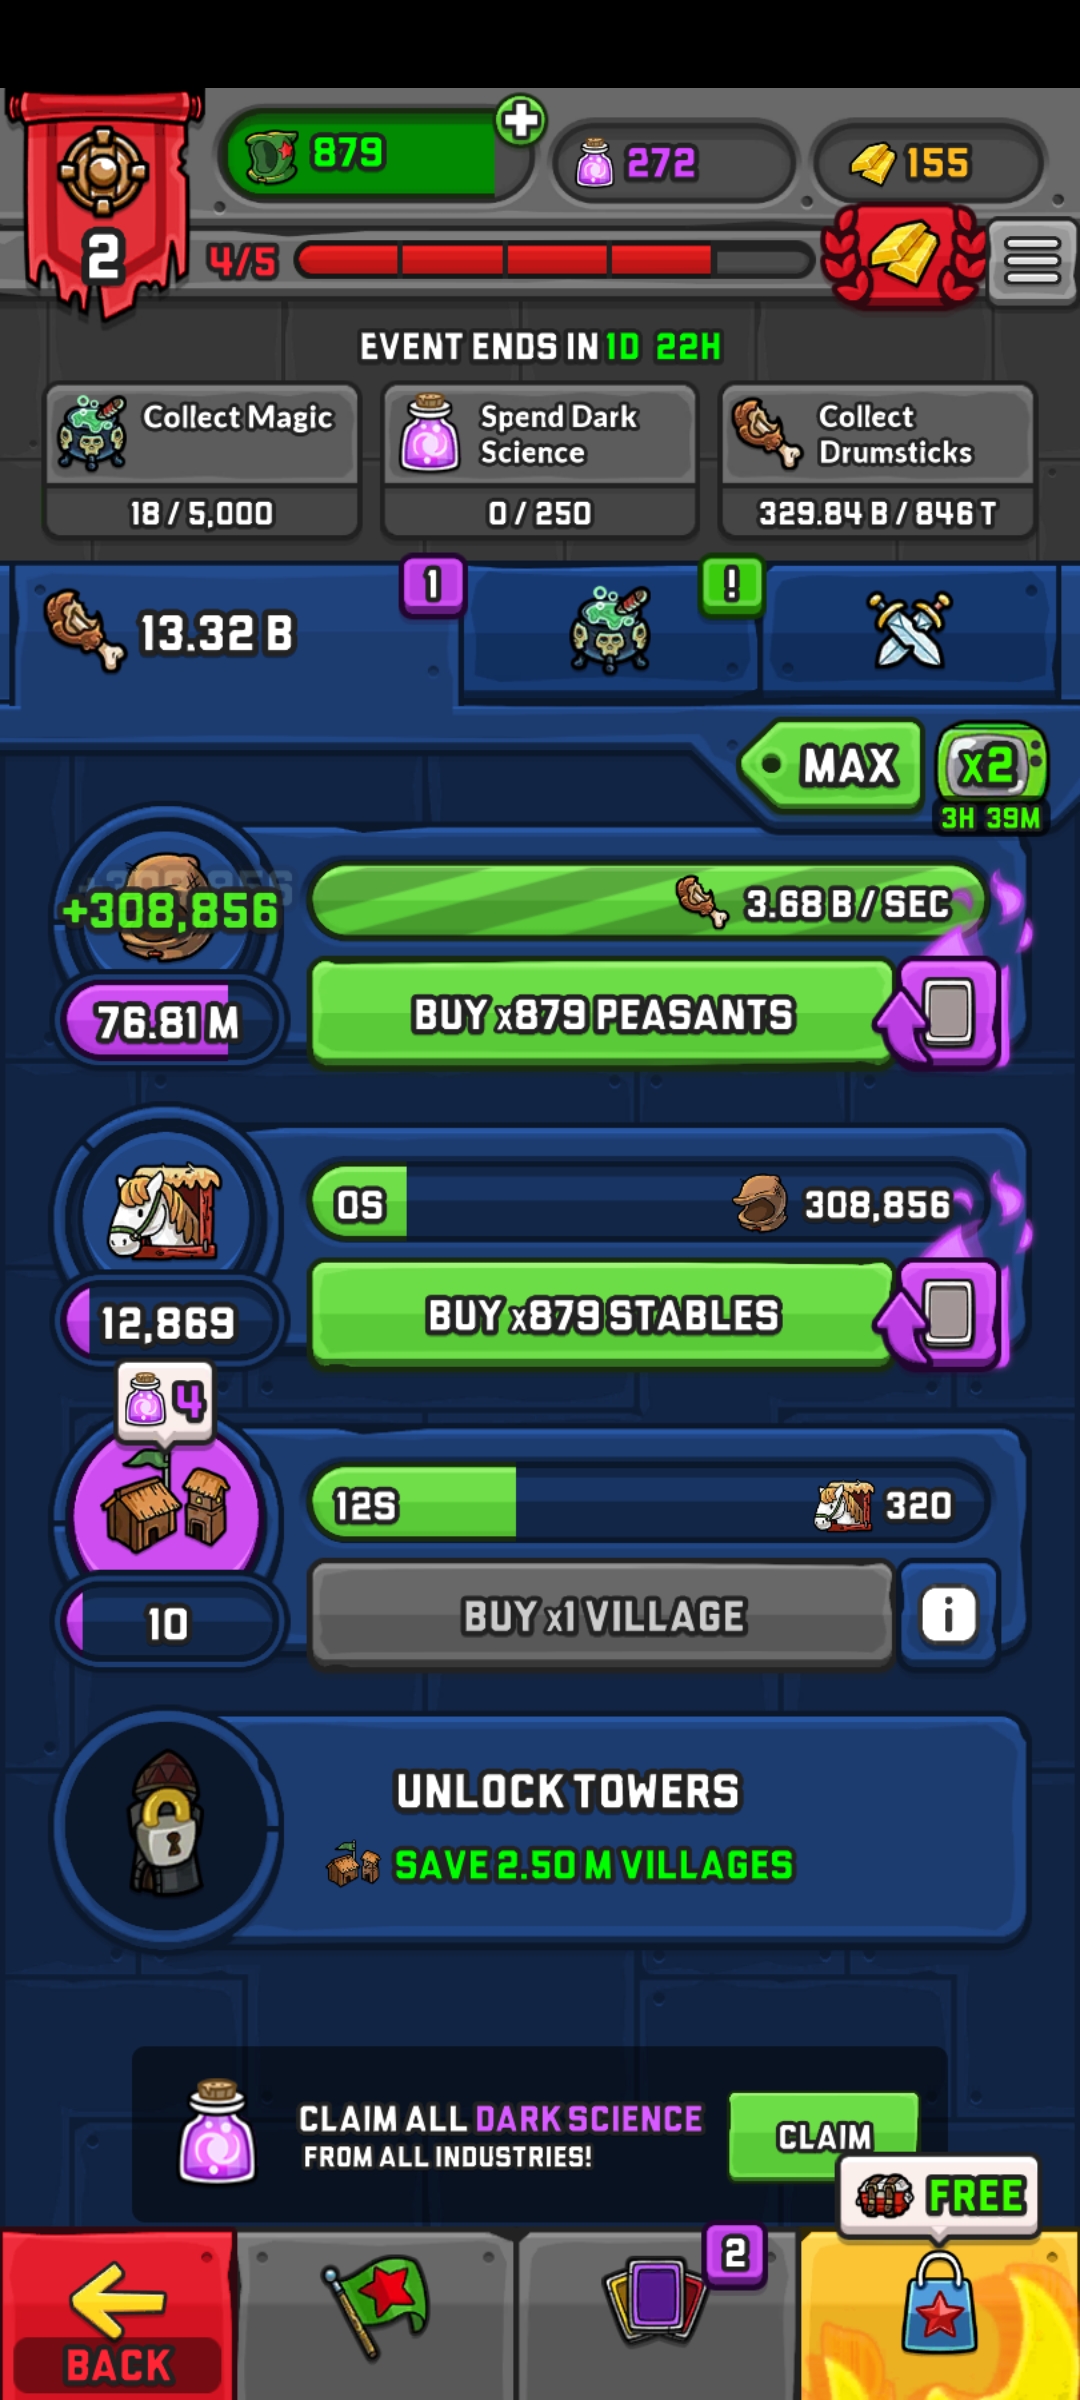 879
272
155
2
4/5
EVENT ENDS IN 1D 22H
Collect Magic
18 / 5,000
Spend Dark
Science
0 / 250
Collect
Drumsticks
329.84 B / 846 T
13.32 B
1
!
MAX
x2
3H 39M
+308,856
3.68 B / SEC
76.81 M
BUY x879 PEASANTS
0S
308,856
12,869
BUY x879 STABLES
4
12S
320
10
BUY x1 VILLAGE
i
UNLOCK TOWERS
SAVE 2.50 M VILLAGES
CLAIM ALL DARK SCIENCE
FROM ALL INDUSTRIES!
CLAIM
FREE
2
BACK